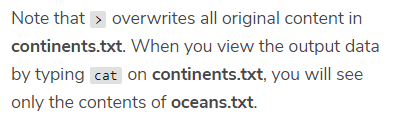 Note that > overwrites all original content in
continents.txt. When you view the output data
by typing cat on continents.txt, you will see
only the contents of oceans.txt.